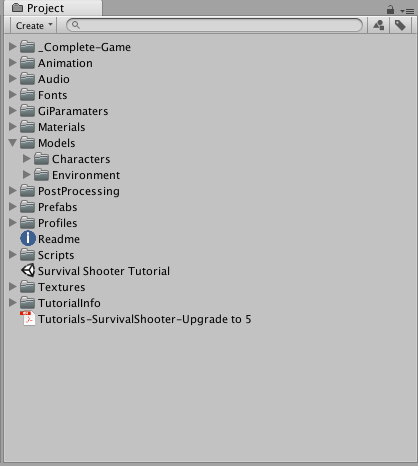 Project
Create
_Complete-Game
Animation
Audio
Fonts
GiParamaters
Materials
Models
Characters
Environment
PostProcessing
Prefabs
Profiles
Readme
Scripts
Survival Shooter Tutorial
Textures
TutorialInfo
Tutorials-SurvivalShooter-Upgrade to 5